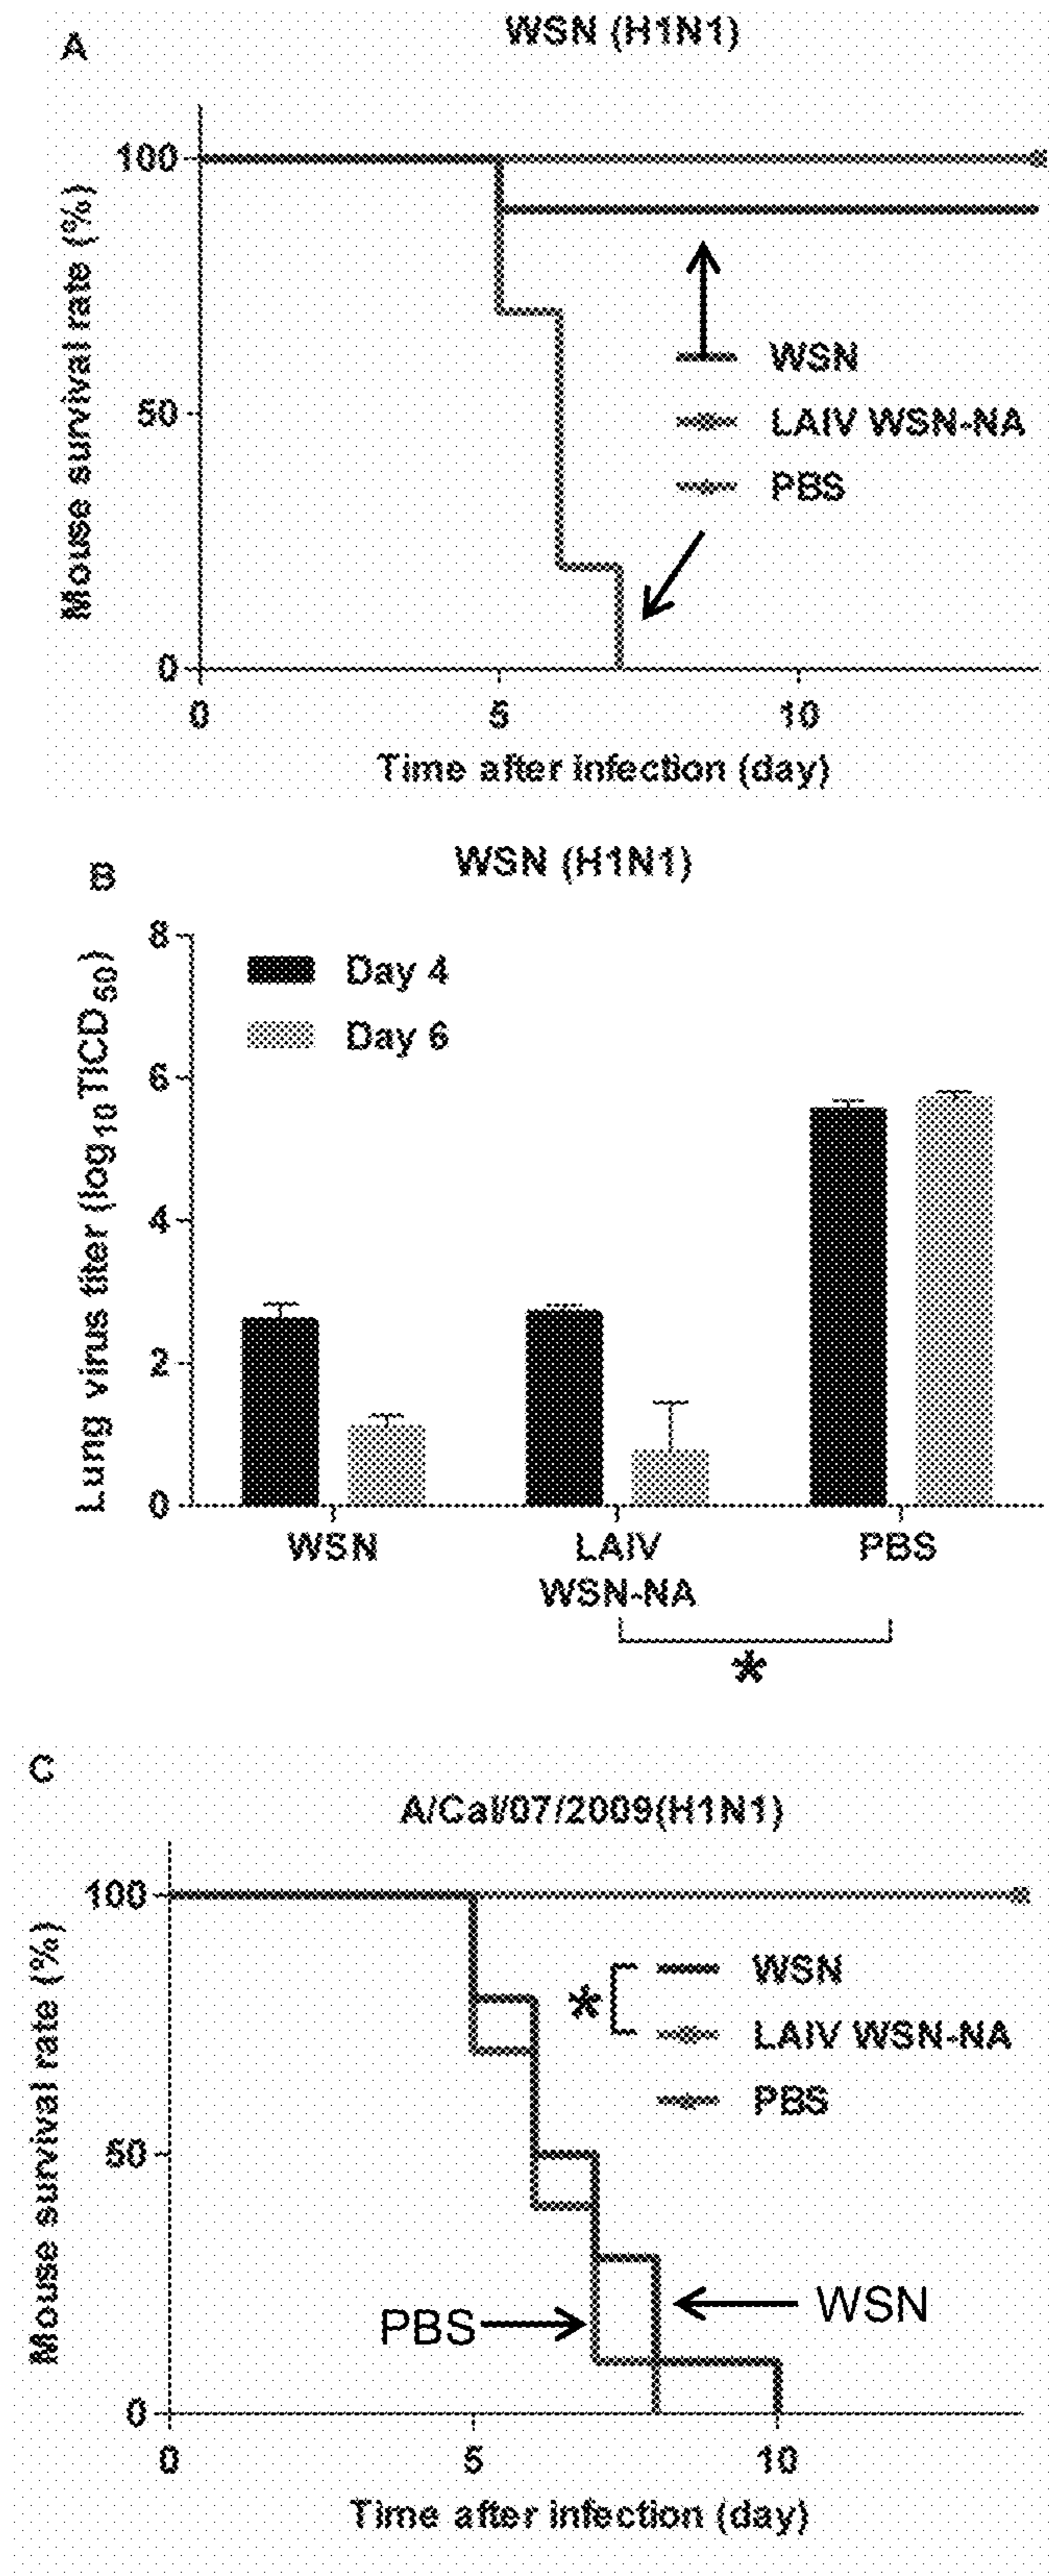 A
WSN (H1N1)
Mouse survival rate (%)
100
50
0
WSN
LAIV WSN-NA
PBS
0 5 10
Time after infection (day)
B
WSN (H1N1)
Lung virus titer (log10TICD50)
8
6
4
2
0
Day 4
Day 6
WSN LAIV PBS
WSN-NA
*
C
A/Cal/07/2009(H1N1)
Mouse survival rate (%)
100
50
0
*
WSN
LAIV WSN-NA
PBS
PBS
WSN
0 5 10
Time after infection (day)